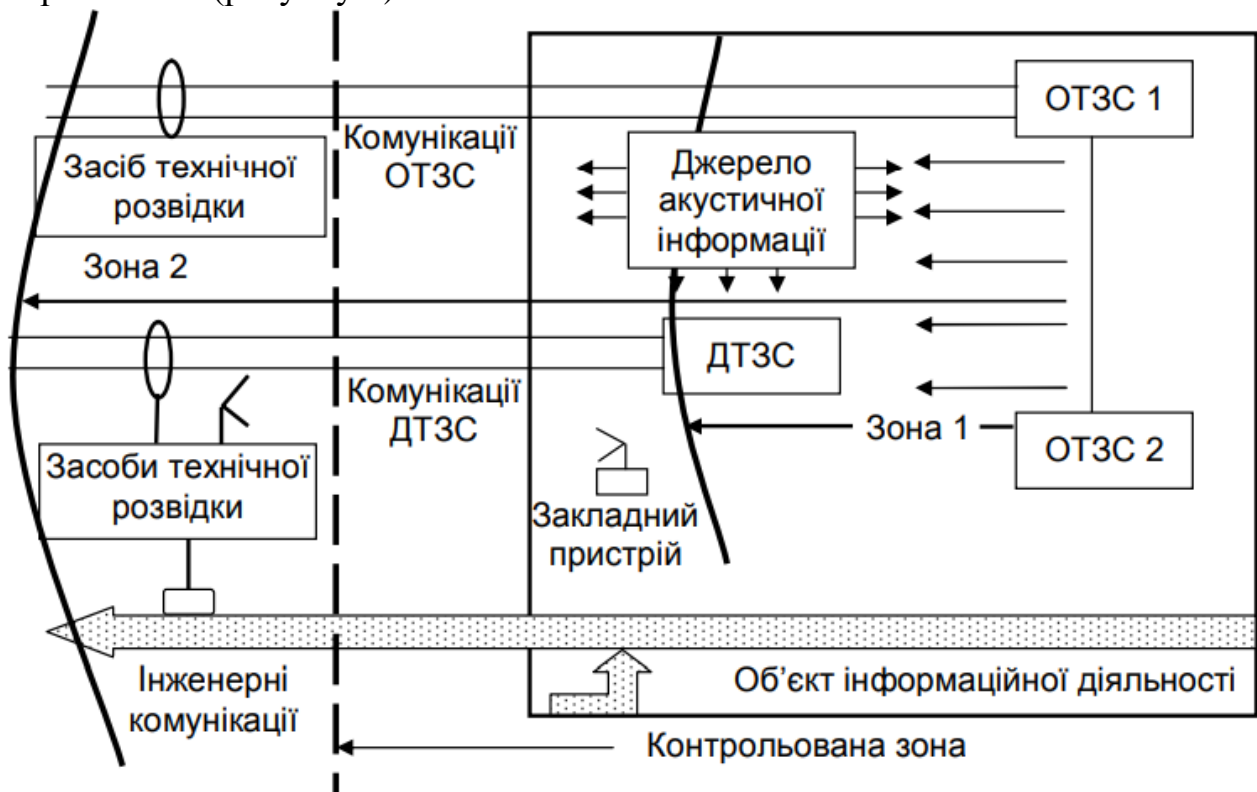 ОТЗС 1
Комунікації
ОТЗС
Засіб технічної
розвідки
Джерело
акустичної
інформації
Зона 2
ДТЗС
Комунікації
ДТЗС
Зона 1
ОТЗС 2
Засоби технічної
розвідки
Закладний
пристрій
Інженерні
комунікації
Об’єкт інформаційної діяльності
Контрольована зона